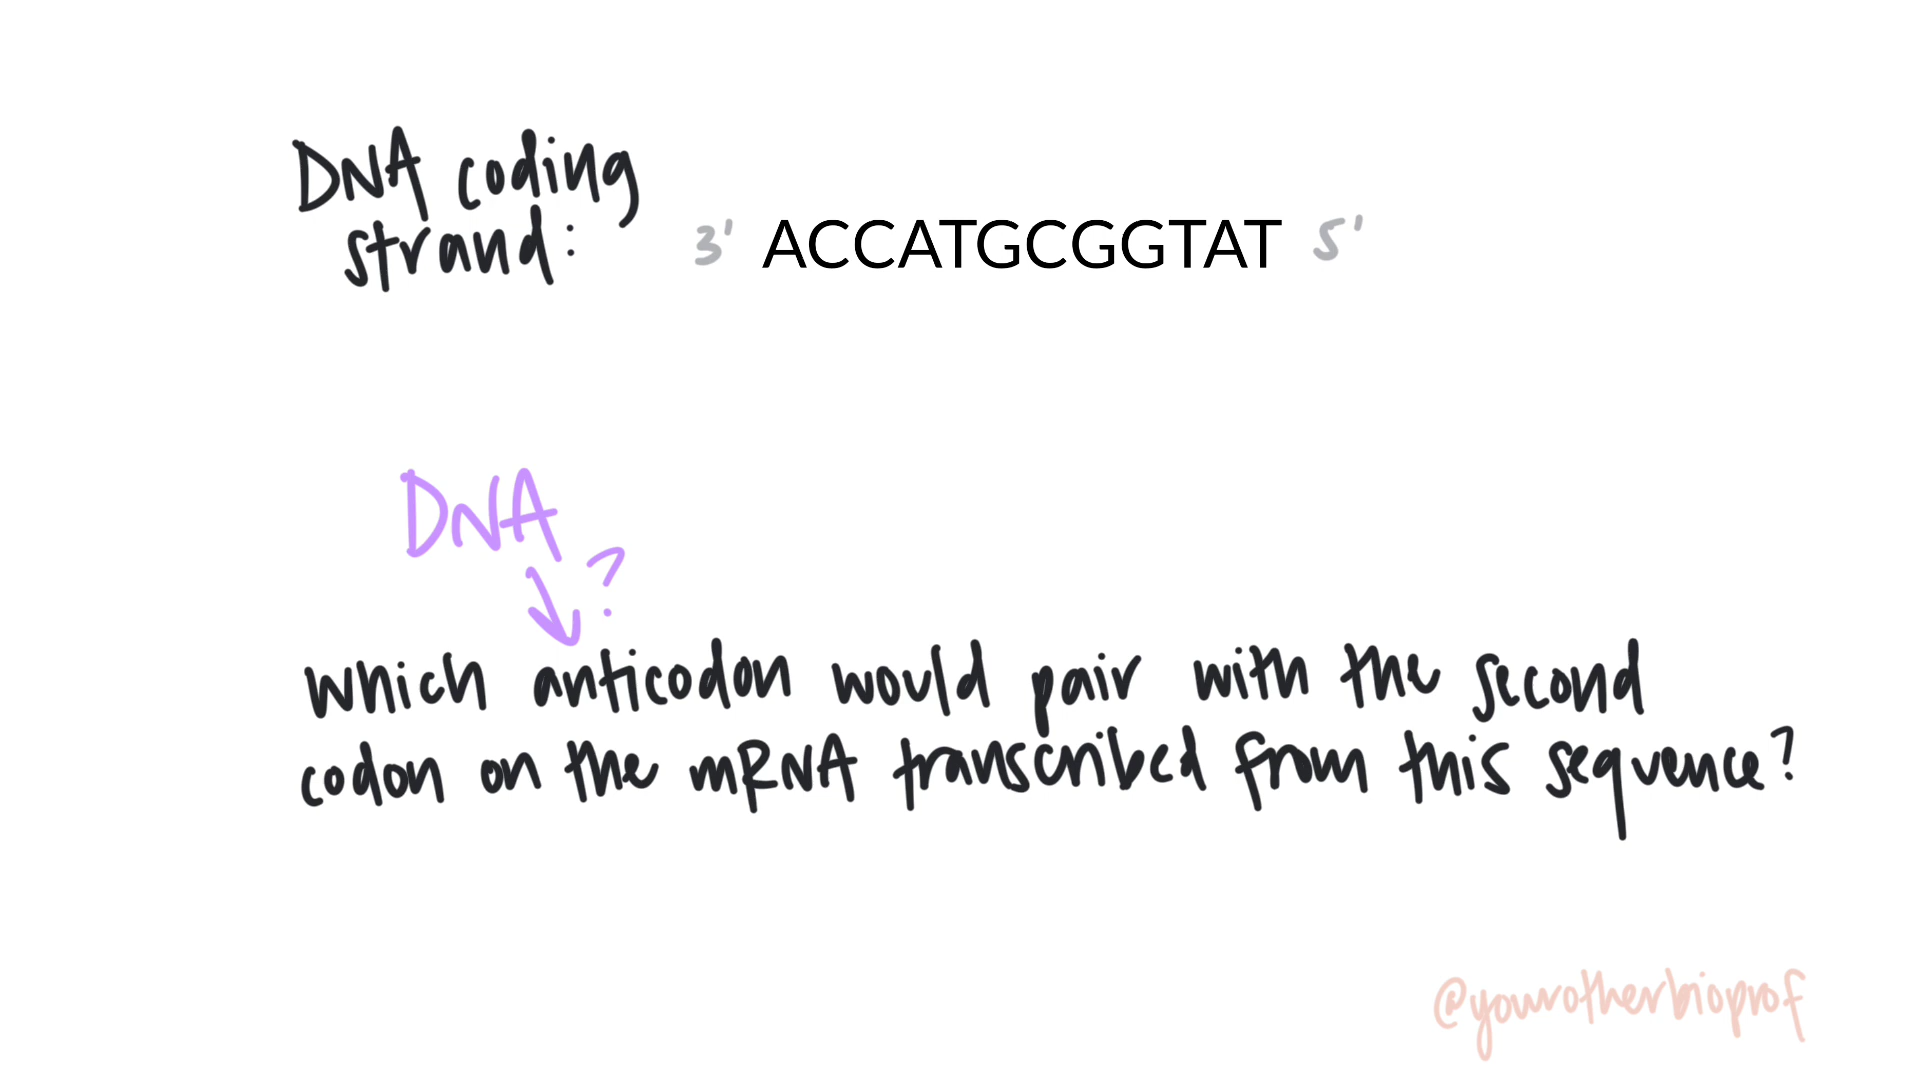 DNA coding
strand: 3' ACCATGCGGTAT 5'
DNA
?
which anticodon would pair with the second
codon on the mRNA transcribed from this sequence?
@yourotherbioprof